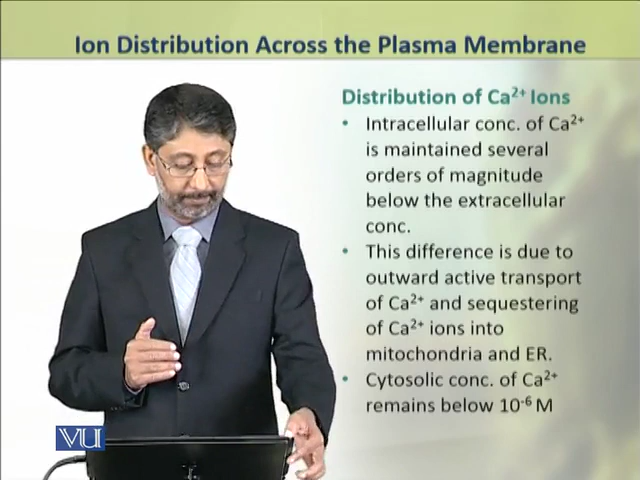 Ion Distribution Across the Plasma Membrane
Distribution of Ca²⁺ Ions
• Intracellular conc. of Ca²⁺
is maintained several
orders of magnitude
below the extracellular
conc.
• This difference is due to
outward active transport
of Ca²⁺ and sequestering
of Ca²⁺ ions into
mitochondria and ER.
• Cytosolic conc. of Ca²⁺
remains below 10⁻⁶ M
VU